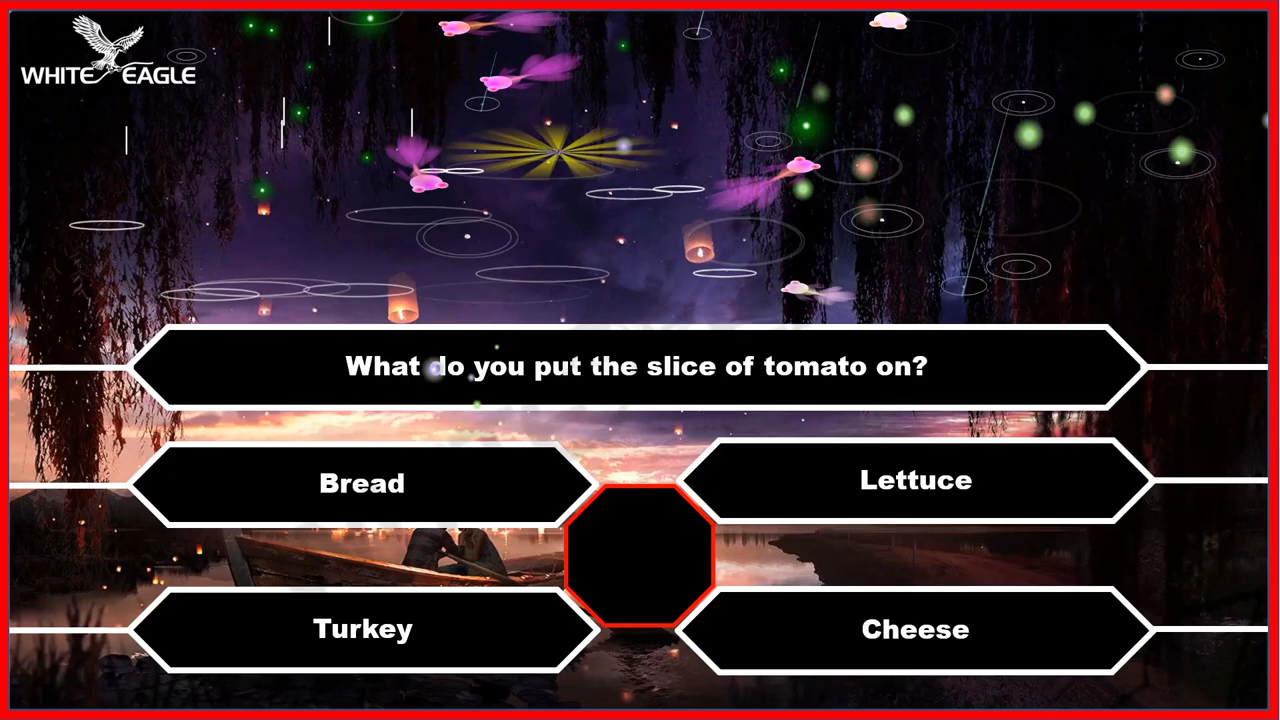 WHITE EAGLE
What do you put the slice of tomato on?
Bread
Lettuce
Turkey
Cheese